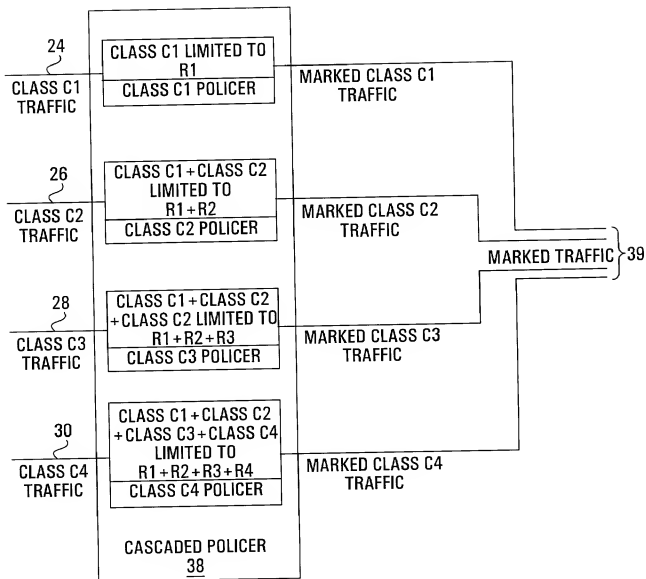 24
CLASS C1
TRAFFIC
CLASS C1 LIMITED TO
R1
CLASS C1 POLICER
MARKED CLASS C1
TRAFFIC
26
CLASS C2
TRAFFIC
CLASS C1+CLASS C2
LIMITED TO
R1+R2
CLASS C2 POLICER
MARKED CLASS C2
TRAFFIC
MARKED TRAFFIC
39
28
CLASS C3
TRAFFIC
CLASS C1+CLASS C2
+CLASS C2 LIMITED TO
R1+R2+R3
CLASS C3 POLICER
MARKED CLASS C3
TRAFFIC
30
CLASS C4
TRAFFIC
CLASS C1+CLASS C2
+CLASS C3+CLASS C4
LIMITED TO
R1+R2+R3+R4
CLASS C4 POLICER
MARKED CLASS C4
TRAFFIC
CASCADED POLICER
38